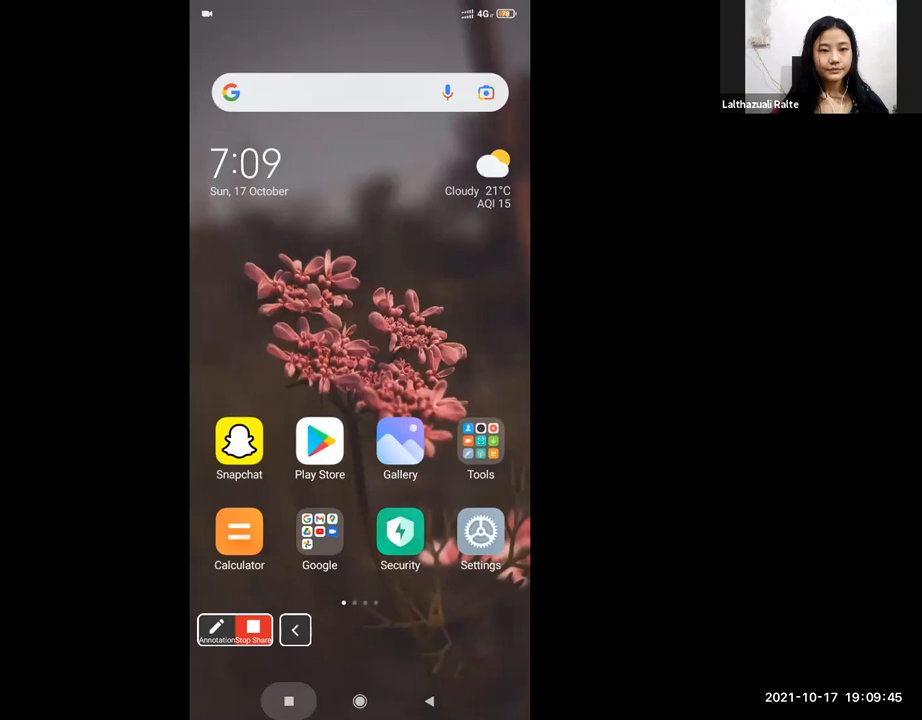 4G
78
Lalthazuali Ralte
7:09
Sun, 17 October
Cloudy 21°C
AQI 15
Snapchat
Play Store
Gallery
Tools
Calculator
Google
Security
Settings
Annotation
Stop Share
2021-10-17 19:09:45